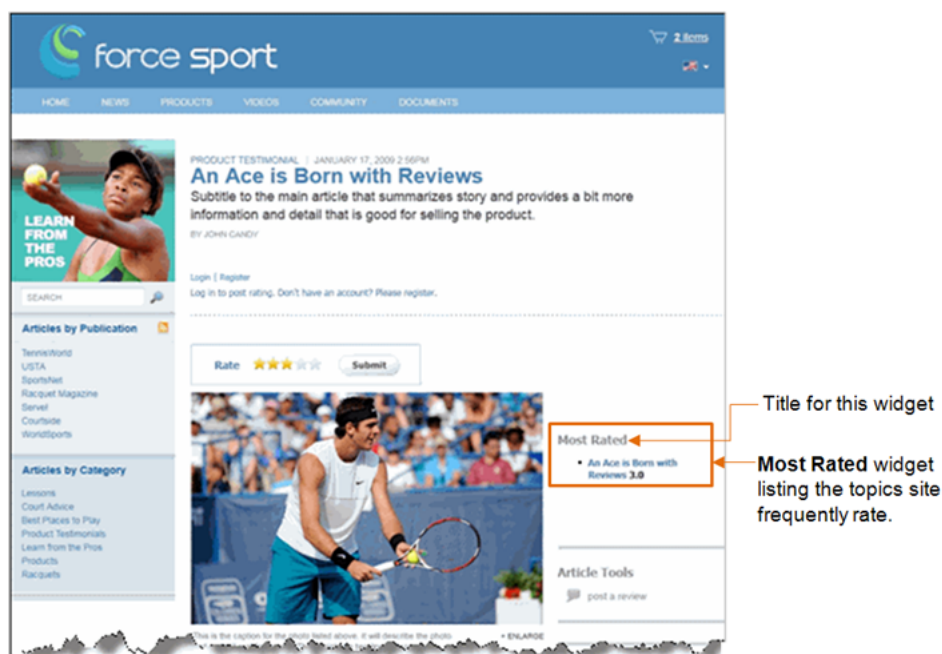 force sport
2 items
HOME NEWS PRODUCTS VIDEOS COMMUNITY DOCUMENTS
LEARN
FROM
THE
PROS
SEARCH
Articles by Publication
TennisWorld
USTA
SportsNet
Racquet Magazine
Serve!
Courtside
WorldSports
Articles by Category
Lessons
Court Advice
Best Places to Play
Product Testimonials
Learn from the Pros
Products
Racquets
PRODUCT TESTIMONIAL | JANUARY 17, 2009 2:56PM
An Ace is Born with Reviews
Subtitle to the main article that summarizes story and provides a bit more
information and detail that is good for selling the product.
BY JOHN CANDY
Login | Register
Log in to post rating. Don't have an account? Please register.
Rate Submit
This is the caption for the photo listed above. it will describe the photo
+ ENLARGE
Most Rated
• An Ace is Born with
Reviews 3.0
Article Tools
post a review
Title for this widget
Most Rated widget
listing the topics site
frequently rate.